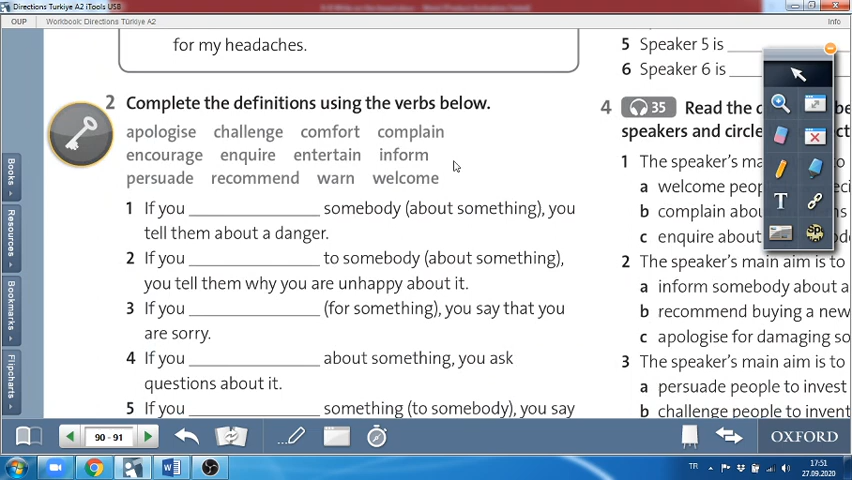 Directions Turkiye A2 iTools USB
OUP
Workbook: Directions Türkiye A2
Info
for my headaches.
2 Complete the definitions using the verbs below.
apologise challenge comfort complain
encourage enquire entertain inform
persuade recommend warn welcome
1 If you ____________ somebody (about something), you
tell them about a danger.
2 If you ____________ to somebody (about something),
you tell them why you are unhappy about it.
3 If you ____________ (for something), you say that you
are sorry.
4 If you ____________ about something, you ask
questions about it.
5 If you ____________ something (to somebody), you say
5 Speaker 5 is
6 Speaker 6 is
4 35 Read the
speakers and circle
1 The speaker's ma
a welcome peop
b complain abou
c enquire about
2 The speaker's main aim is to
a inform somebody about a
b recommend buying a new
c apologise for damaging so
3 The speaker's main aim is to
a persuade people to invest
b challenge people to invent
T
sp
Books
Resources
Bookmarks
Flipcharts
90 - 91
OXFORD
TR
17:51
27.09.2020